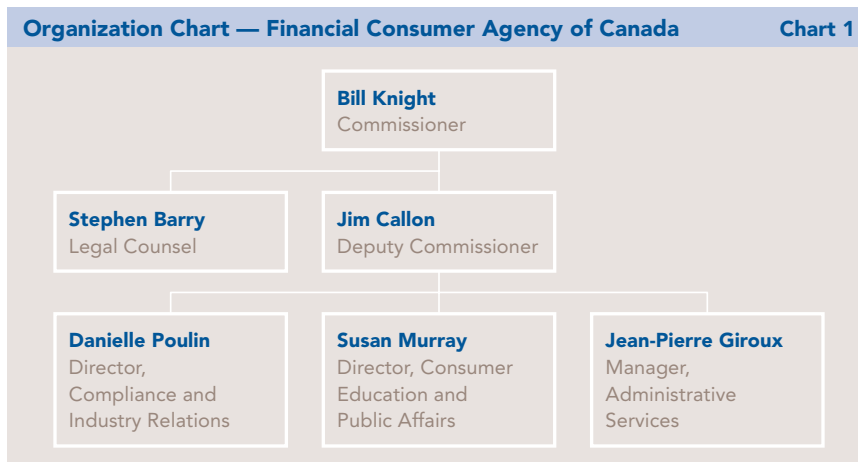 Organization Chart — Financial Consumer Agency of Canada Chart 1
Bill Knight
Commissioner
Stephen Barry
Legal Counsel
Jim Callon
Deputy Commissioner
Danielle Poulin
Director,
Compliance and
Industry Relations
Susan Murray
Director, Consumer
Education and
Public Affairs
Jean-Pierre Giroux
Manager,
Administrative
Services